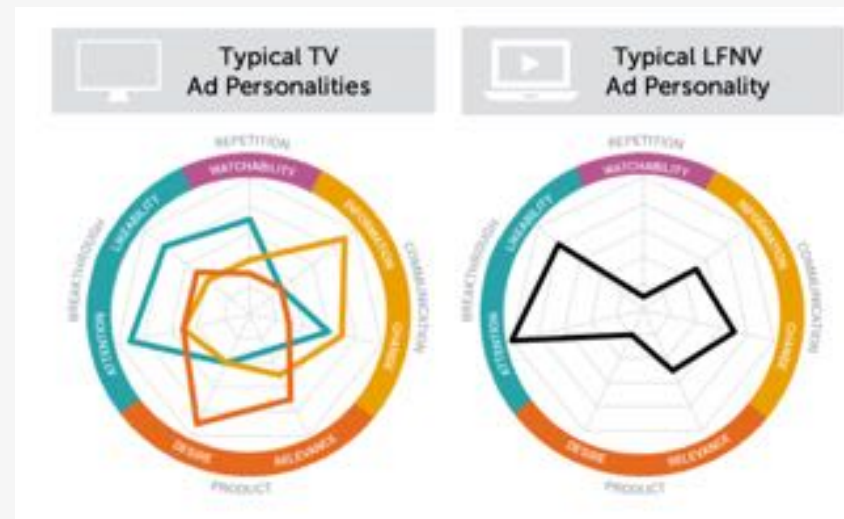 Typical TV
Ad Personalities
REPETITION
WATCHABILITY
LIKEABILITY
INFORMATION
BREAKTHROUGH
COMMUNICATION
ATTENTION
CHANGE
DESIRE
RELEVANCE
PRODUCT
Typical LFNV
Ad Personality
REPETITION
WATCHABILITY
LIKEABILITY
INFORMATION
BREAKTHROUGH
COMMUNICATION
ATTENTION
CHANGE
DESIRE
RELEVANCE
PRODUCT